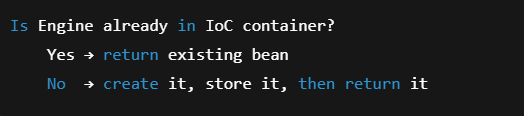 Is Engine already in IoC container?
Yes → return existing bean
No → create it, store it, then return it